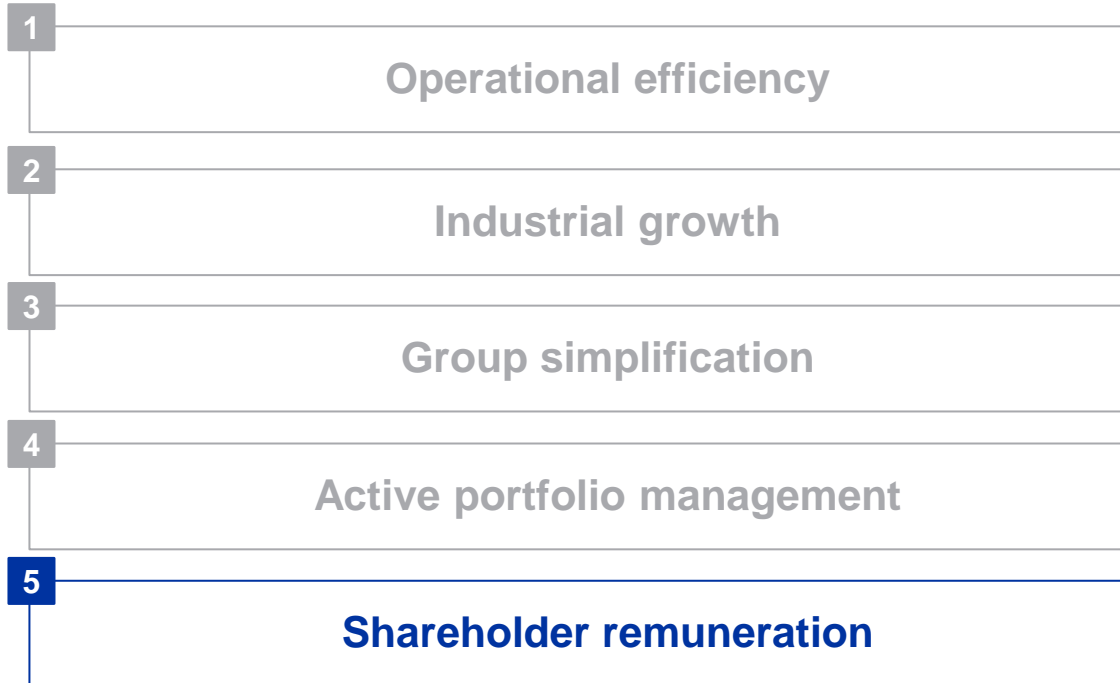 1
Operational efficiency
2
Industrial growth
3
Group simplification
4
Active portfolio management
5
Shareholder remuneration